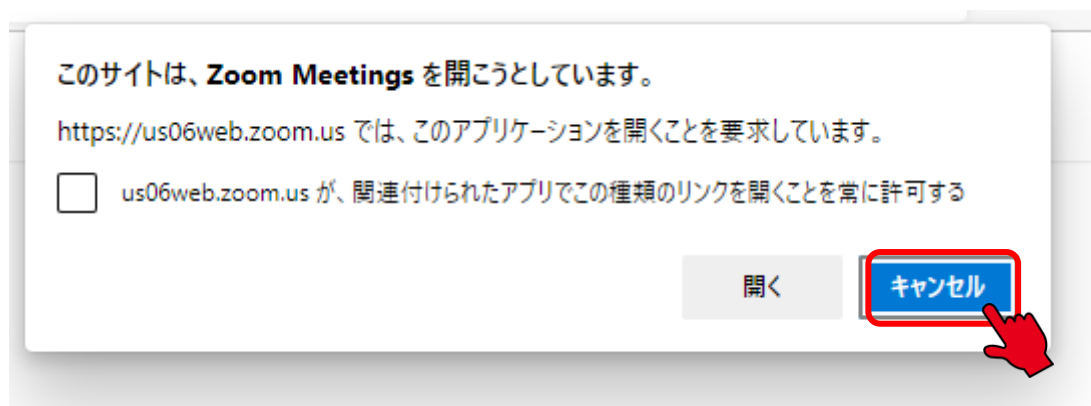 このサイトは、Zoom Meetings を開こうとしています。
https://us06web.zoom.us では、このアプリケーションを開くことを要求しています。
us06web.zoom.us が、関連付けられたアプリでこの種類のリンクを開くことを常に許可する
開く キャンセル